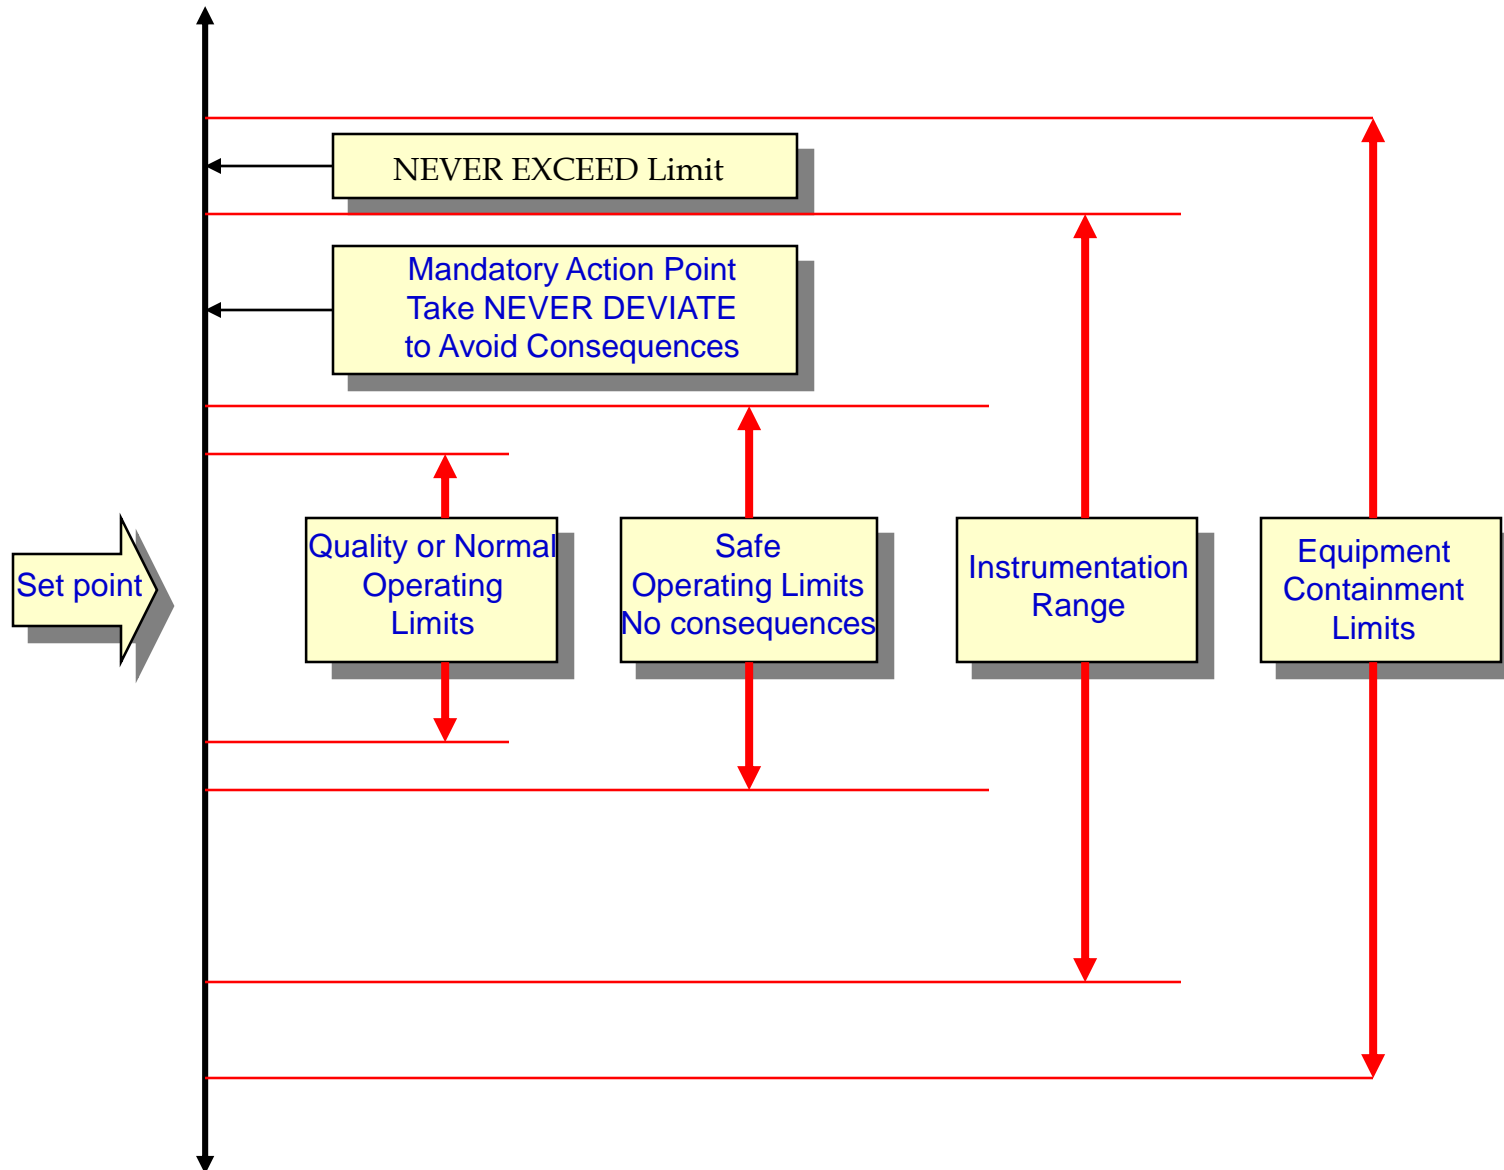 NEVER EXCEED Limit
Mandatory Action Point
Take NEVER DEVIATE
to Avoid Consequences
Set point
Quality or Normal
Operating
Limits
Safe
Operating Limits
No consequences
Instrumentation
Range
Equipment
Containment
Limits